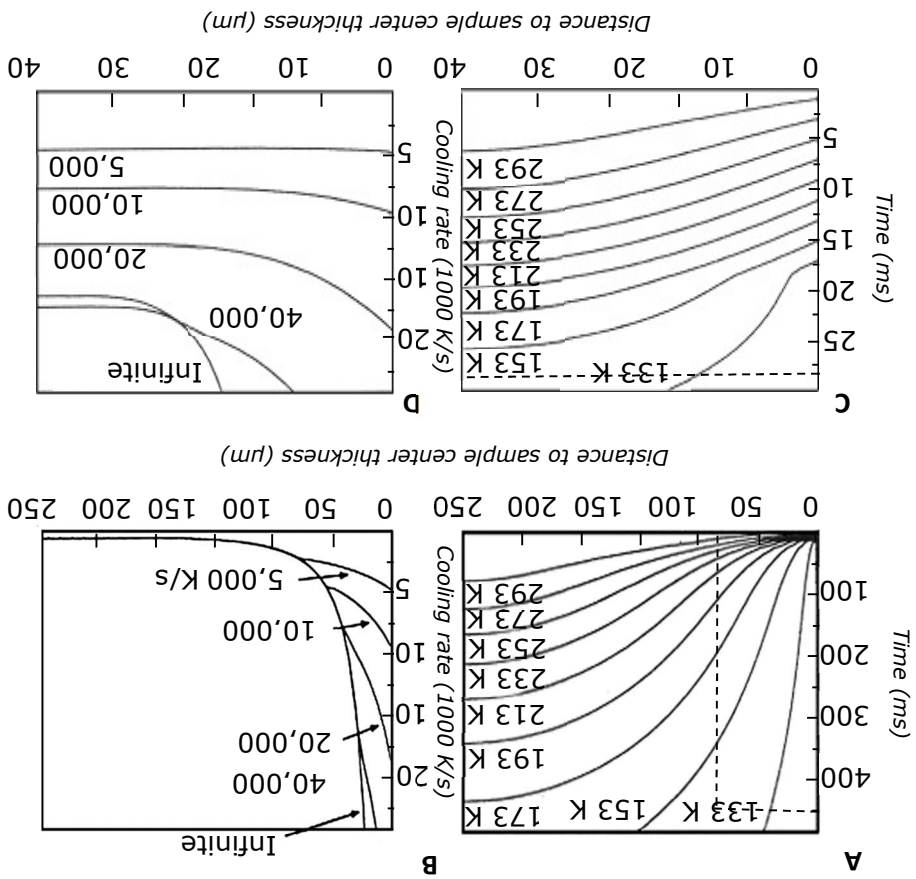 A
Time (ms)
400
300
200
100
133 K
153 K
173 K
193 K
213 K
233 K
253 K
273 K
293 K
0
50
100
150
200
250
B
Cooling rate (1000 K/s)
20
10
10
5
Infinite
40,000
20,000
10,000
5,000 K/s
0
50
100
150
200
250
Distance to sample center thickness (μm)
C
Time (ms)
25
20
15
10
5
133 K
153 K
173 K
193 K
213 K
233 K
253 K
273 K
293 K
0
10
20
30
40
D
Cooling rate (1000 K/s)
20
10
10
5
Infinite
40,000
20,000
10,000
5,000
0
10
20
30
40
Distance to sample center thickness (μm)